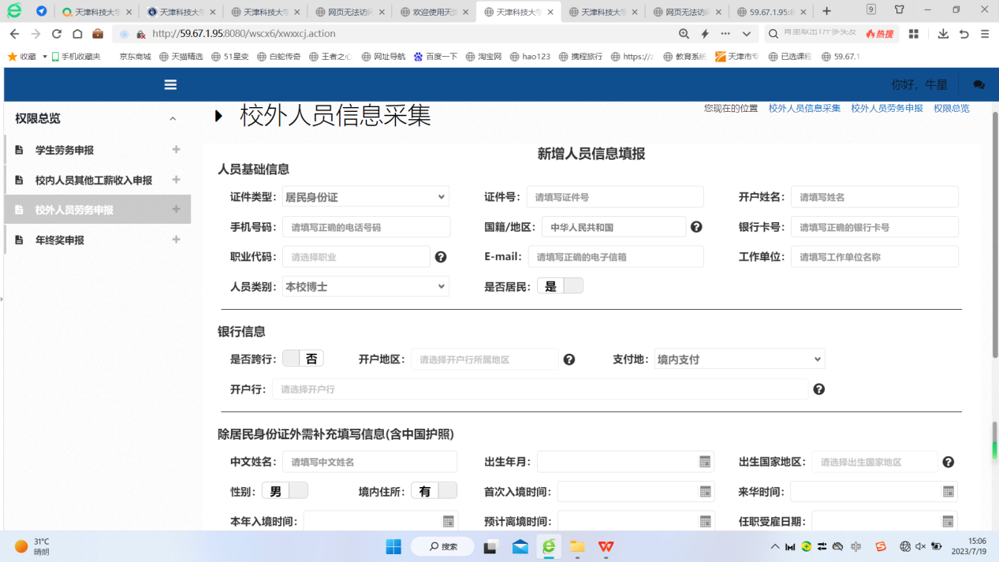 天津科技大学 天津科技大学 天津科技大学 网页无法访问 欢迎使用天 天津科技大学 天津科技大学 网页无法访问 59.67.1.95:8 9
http://59.67.1.95:8080/wscx6/xwxxcj.action 热搜
收藏 手机收藏夹 京东商城 天猫精选 51星变 白蛇传奇 王者之心 网址导航 百度一下 淘宝网 hao123 携程旅行 https:// 教育系统 天津市专 已选课程 59.67.1
你好，牛星
权限总览
学生劳务申报
校内人员其他工薪收入申报
校外人员劳务申报
年终奖申报
校外人员信息采集
您现在的位置 校外人员信息采集 校外人员劳务申报 权限总览
新增人员信息填报
人员基础信息
证件类型： 居民身份证 证件号： 请填写证件号 开户姓名： 请填写姓名
手机号码： 请填写正确的电话号码 国籍/地区： 中华人民共和国 银行卡号： 请填写正确的银行卡号
职业代码： 请选择职业 E-mail： 请填写正确的电子信箱 工作单位： 请填写工作单位名称
人员类别： 本校博士 是否居民： 是
银行信息
是否跨行： 否 开户地区： 请选择开户行所属地区 支付地： 境内支付
开户行： 请选择开户行
除居民身份证外需补充填写信息(含中国护照)
中文姓名： 请填写中文姓名 出生年月： 出生国家地区： 请选择出生国家地区
性别： 男 境内住所： 有 首次入境时间： 来华时间：
本年入境时间： 预计离境时间： 任职受雇日期：
31°C
晴朗
搜索
中
15:06
2023/7/19